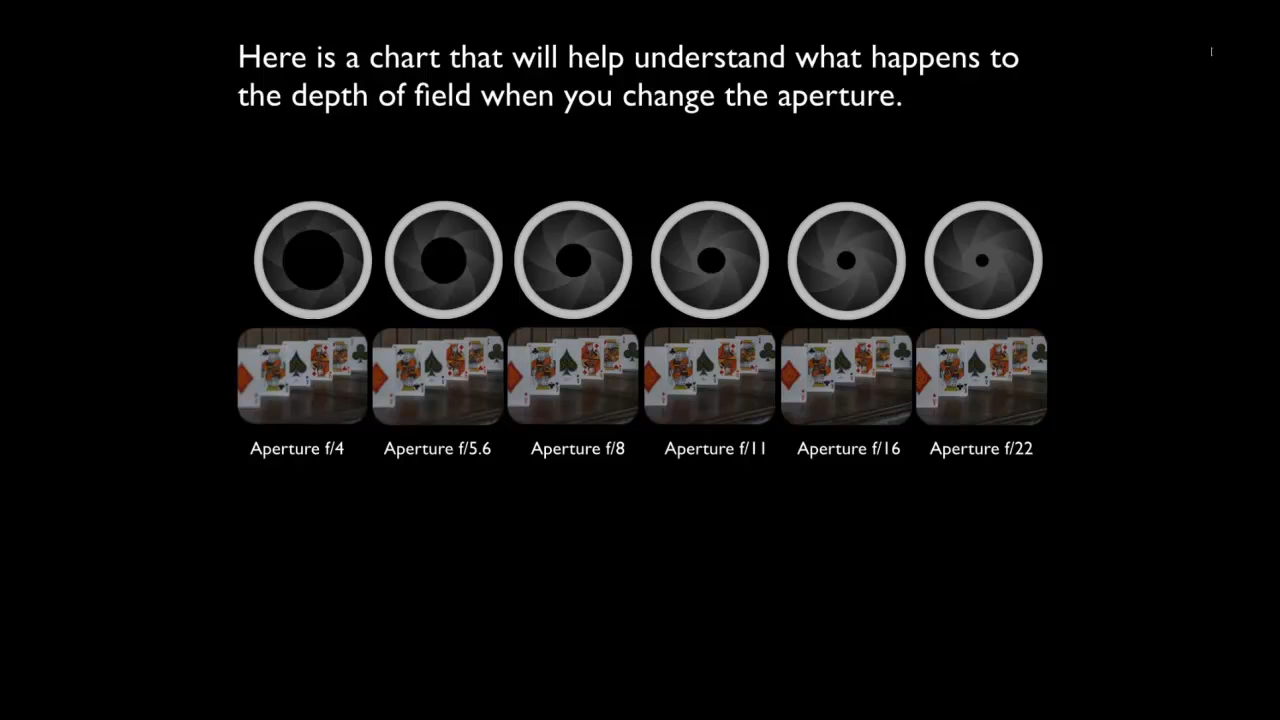 Here is a chart that will help understand what happens to
the depth of field when you change the aperture.
Aperture f/4
Aperture f/5.6
Aperture f/8
Aperture f/11
Aperture f/16
Aperture f/22